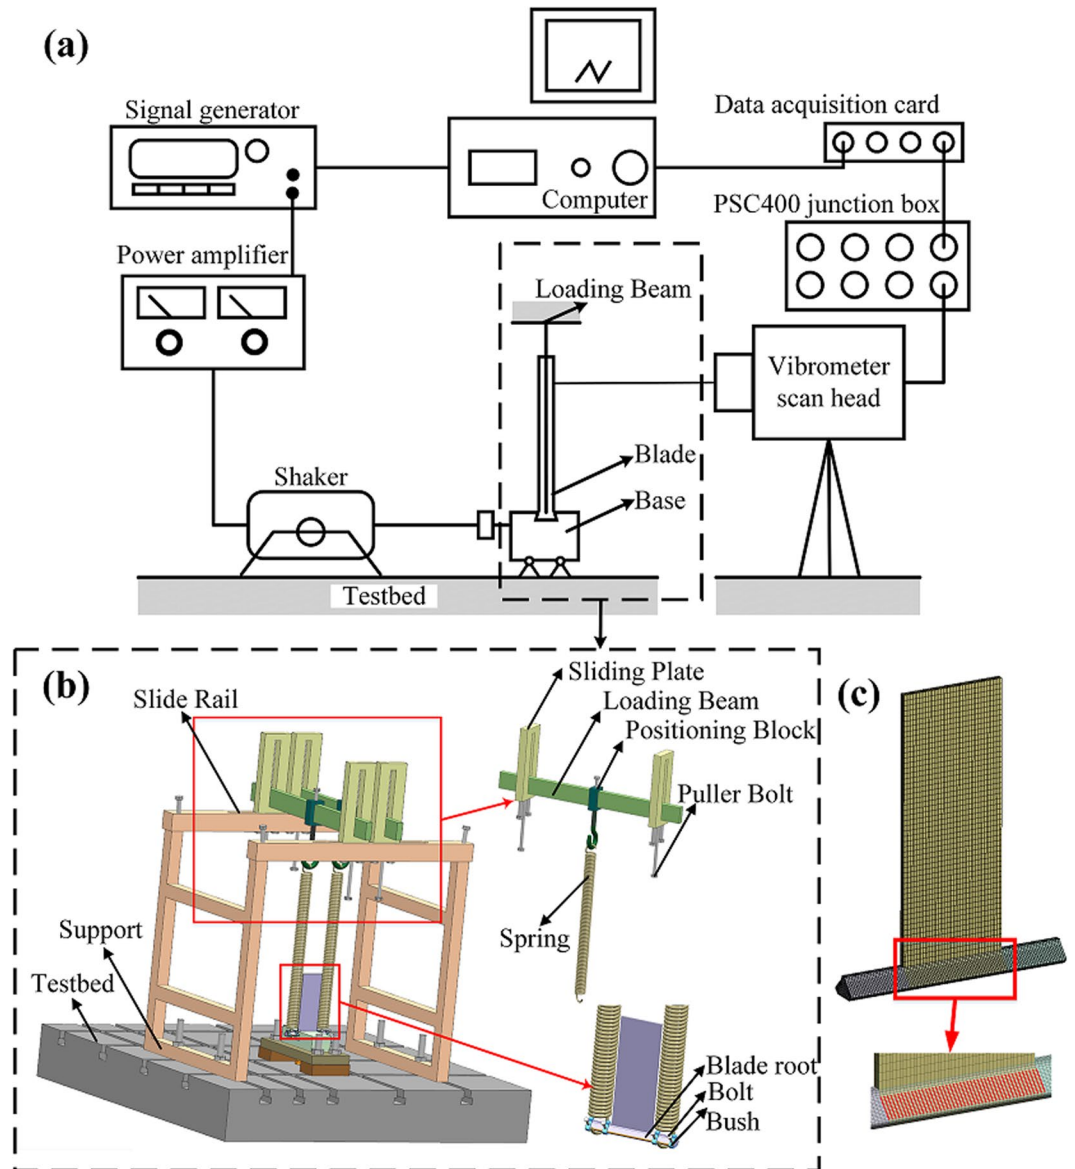 (a)
Signal generator
Data acquisition card
Computer
PSC400 junction box
Power amplifier
Loading Beam
Vibrometer
scan head
Blade
Shaker
Base
Testbed
(b)
Sliding Plate
(c)
Slide Rail
Loading Beam
Positioning Block
Puller Bolt
Support
Spring
Testbed
Blade root
Bolt
Bush